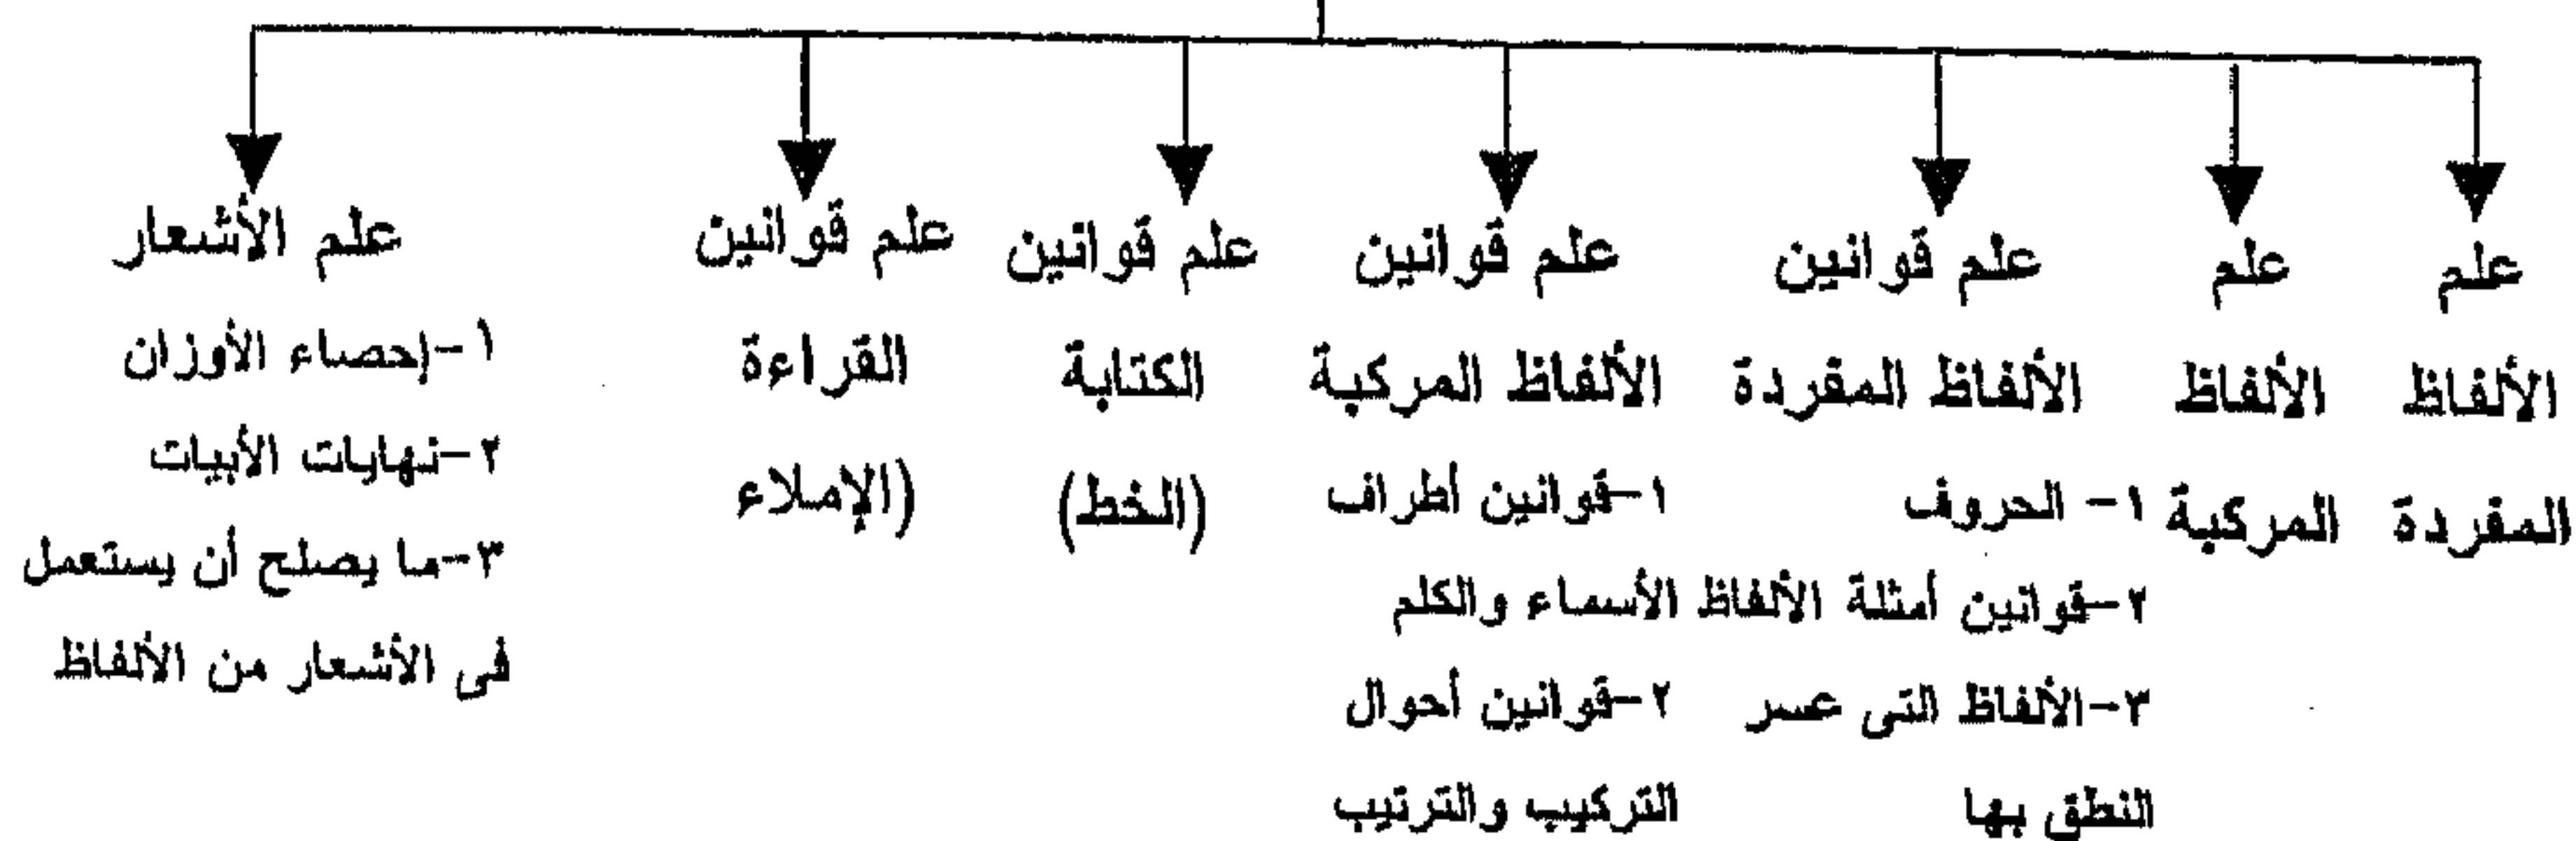 علم
الألفاظ
المفردة
علم
الألفاظ
المركبة
علم قوانين
الألفاظ المفردة
١- الحروف
٢-قوانين أمثلة الألفاظ
٣-الألفاظ التى عسر
النطق بها
علم قوانين
الألفاظ المركبة
١-قوانين أطراف
الأسماء والكلم
٢-قوانين أحوال
التركيب والترتيب
علم قوانين
الكتابة
(الخط)
علم قوانين
القراءة
(الإملاء
علم الأشعار
١-إحصاء الأوزان
٢-نهايات الأبيات
٣-ما يصلح أن يستعمل
فى الأشعار من الألفاظ